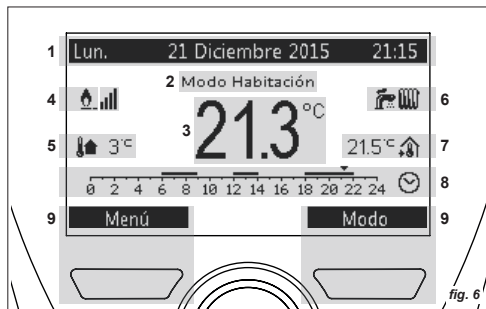 1 Lun. 21 Diciembre 2015 21:15
2 Modo Habitación
4 3 21.3°C 6
5 3°C 21.5°C 7
0 2 4 6 8 10 12 14 16 18 20 22 24 8
9 Menú Modo 9
fig. 6